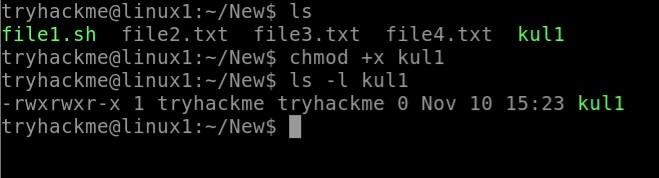 tryhackme@linux1:~/New$ ls
file1.sh  file2.txt  file3.txt  file4.txt  kul1
tryhackme@linux1:~/New$ chmod +x kul1
tryhackme@linux1:~/New$ ls -l kul1
-rwxrwxr-x 1 tryhackme tryhackme 0 Nov 10 15:23 kul1
tryhackme@linux1:~/New$